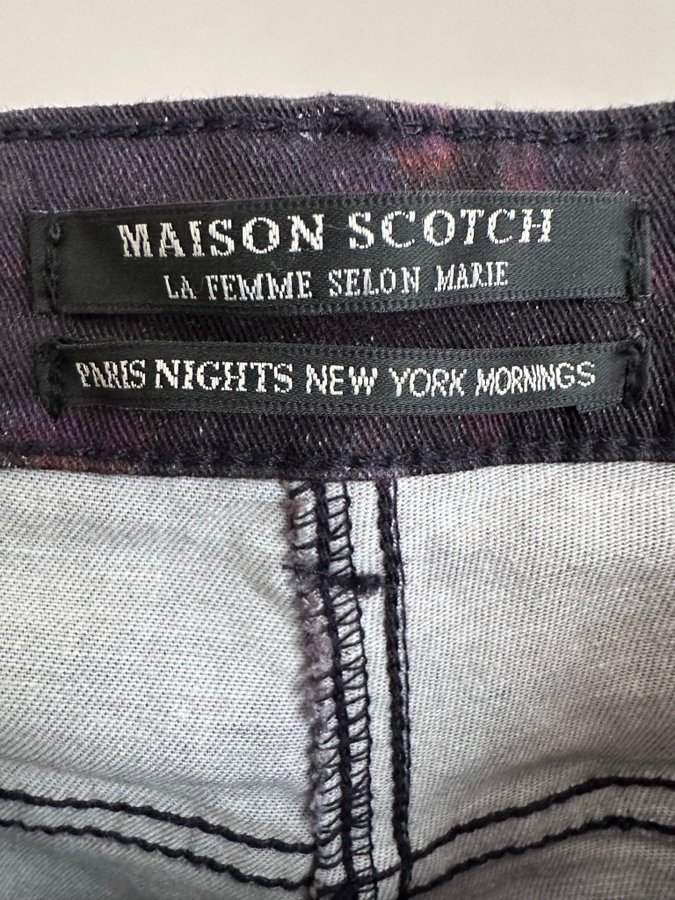 MAISON SCOTCH
LA FEMME SELON MARIE
PARIS NIGHTS NEW YORK MORNINGS